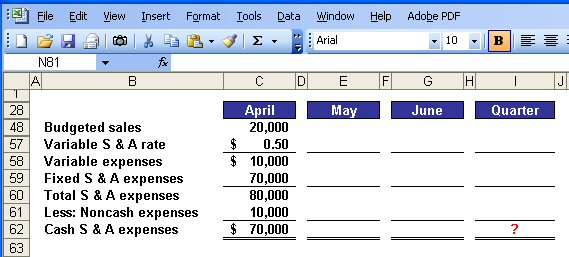 File Edit View Insert Format Tools Data Window Help Adobe PDF
Σ Arial 10 B I
N81 fx
A B C D E F G H I J
1
28 April May June Quarter
48 Budgeted sales 20,000
57 Variable S & A rate $ 0.50
58 Variable expenses $ 10,000
59 Fixed S & A expenses 70,000
60 Total S & A expenses 80,000
61 Less: Noncash expenses 10,000
62 Cash S & A expenses $ 70,000 ?
63